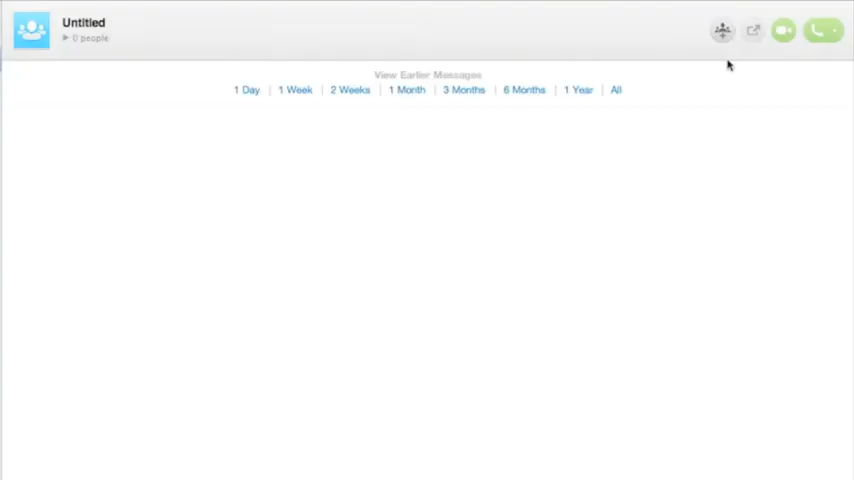 Untitled
0 people
View Earlier Messages
1 Day | 1 Week | 2 Weeks | 1 Month | 3 Months | 6 Months | 1 Year | All